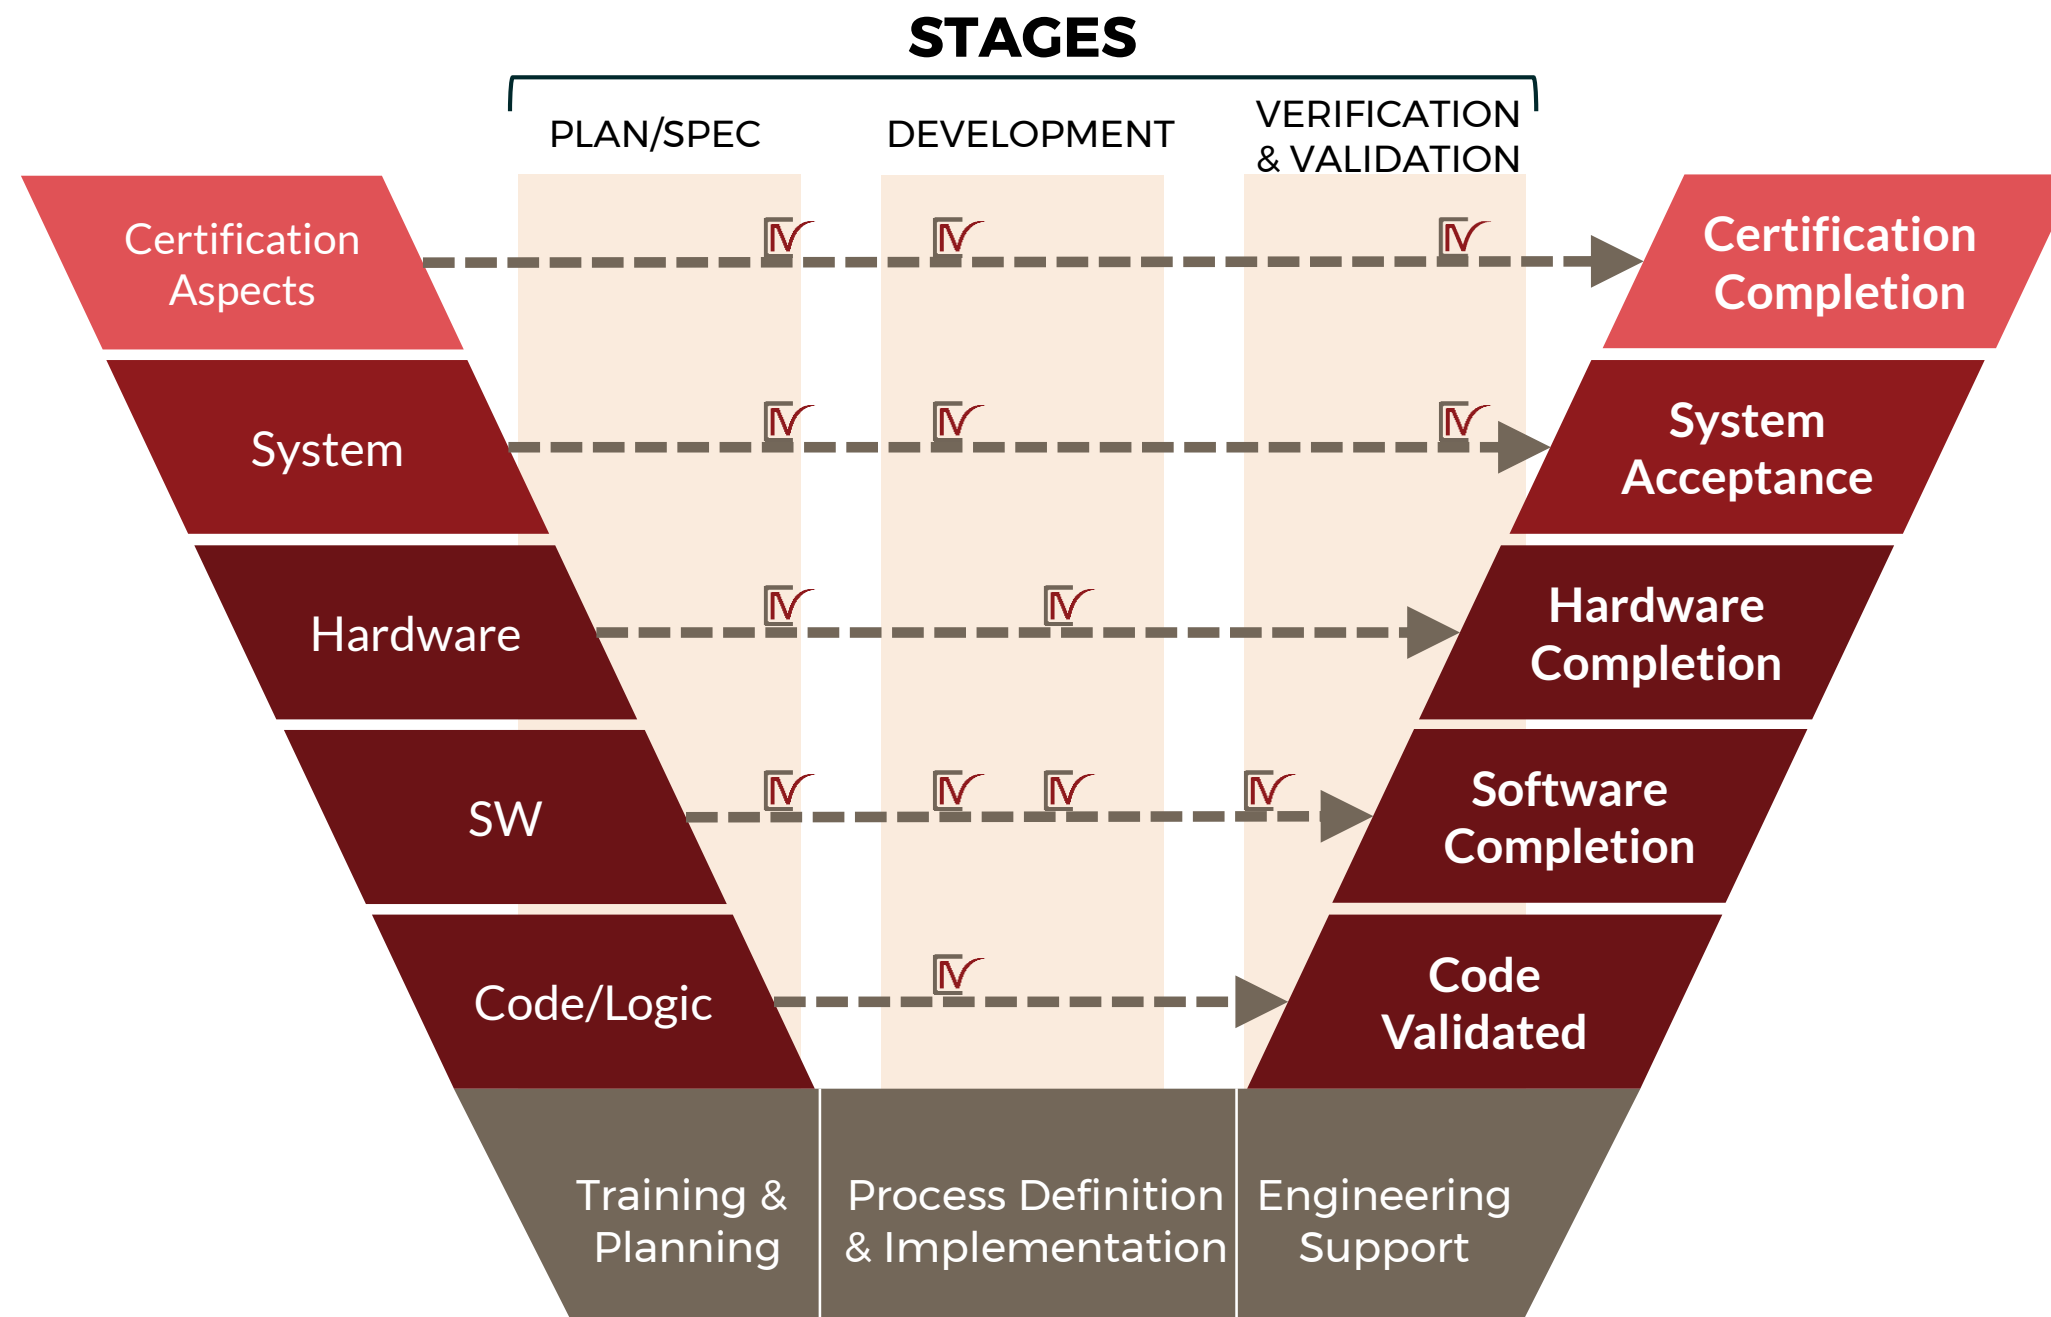 STAGES
PLAN/SPEC
DEVELOPMENT
VERIFICATION
& VALIDATION
Certification
Aspects
Certification
Completion
System
System
Acceptance
Hardware
Hardware
Completion
SW
Software
Completion
Code/Logic
Code
Validated
Training &
Planning
Process Definition
& Implementation
Engineering
Support